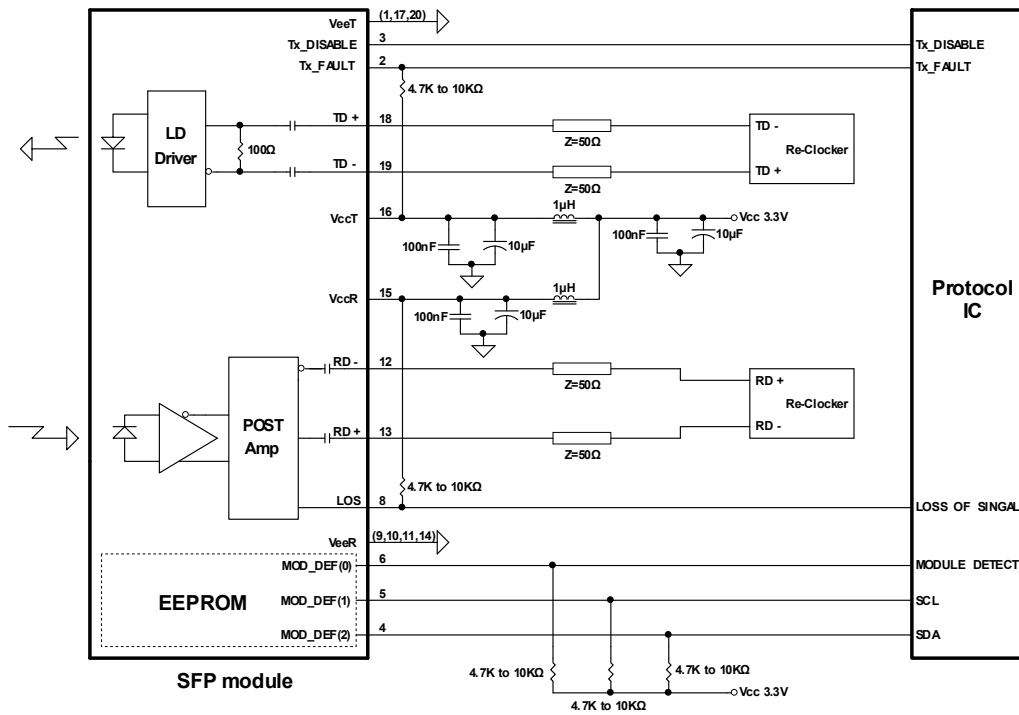 VeeT
(1,17,20)
Tx_DISABLE
3
Tx_DISABLE
Tx_FAULT
2
Tx_FAULT
4.7K to 10KΩ
LD
Driver
100Ω
TD +
18
Z=50Ω
TD -
Re-Clocker
TD -
19
Z=50Ω
TD +
VccT
16
1μH
Vcc 3.3V
100nF
10μF
100nF
10μF
VccR
15
1μH
100nF
10μF
Protocol
IC
RD -
12
Z=50Ω
RD +
Re-Clocker
POST
Amp
RD +
13
Z=50Ω
RD -
4.7K to 10KΩ
LOS
8
LOSS OF SINGAL
VeeR
(9,10,11,14)
EEPROM
MOD_DEF(0)
6
MODULE DETECT
MOD_DEF(1)
5
SCL
MOD_DEF(2)
4
SDA
4.7K to 10KΩ
4.7K to 10KΩ
4.7K to 10KΩ
Vcc 3.3V
SFP module